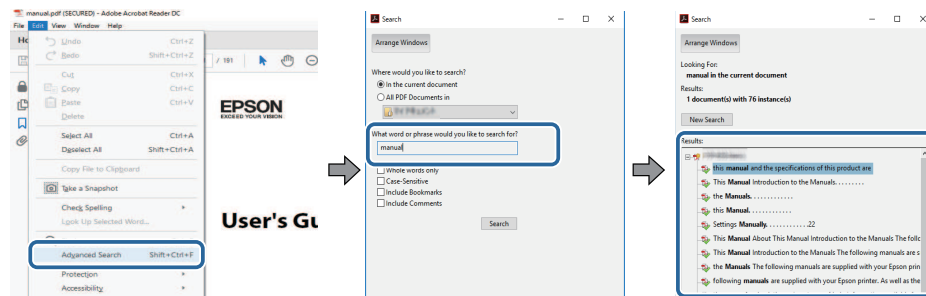 manual.pdf (SECURED) - Adobe Acrobat Reader DC
File Edit View Window Help
Undo Ctrl+Z
Redo Shift+Ctrl+Z
Cut Ctrl+X
Copy Ctrl+C
Paste Ctrl+V
Delete
Select All Ctrl+A
Deselect All Shift+Ctrl+A
Copy File to Clipboard
Take a Snapshot
Check Spelling
Look Up Selected Word...
Advanced Search Shift+Ctrl+F
Protection
Accessibility
/ 191
EPSON
EXCEED YOUR VISION
User's Gu
Search
Arrange Windows
Where would you like to search?
In the current document
All PDF Documents in
What word or phrase would you like to search for?
manual
Whole words only
Case-Sensitive
Include Bookmarks
Include Comments
Search
Search
Arrange Windows
Looking For:
manual in the current document
Results:
1 document(s) with 76 instance(s)
New Search
Results:
this manual and the specifications of this product are
This Manual Introduction to the Manuals. . . . . . . . .
the Manuals. . . . . . . . . . . . .
this Manual. . . . . . . . . . . . .
Settings Manually. . . . . . . . . . . .22
This Manual About This Manual Introduction to the Manuals The follc
This Manual Introduction to the Manuals The following manuals are s
the Manuals The following manuals are supplied with your Epson prin
following manuals are supplied with your Epson printer. As well as the